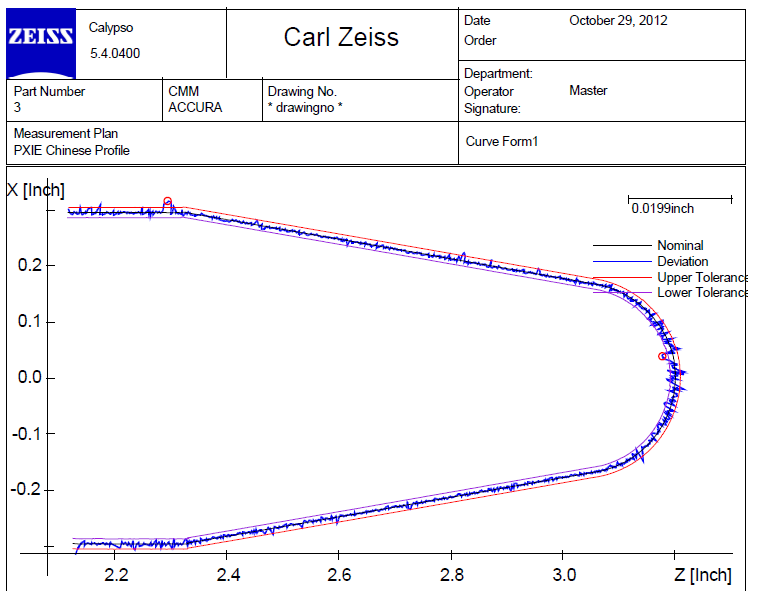 ZEISS
Calypso
5.4.0400
Carl Zeiss
Date October 29, 2012
Order
Department:
Operator Master
Signature:
Part Number
3
CMM
ACCURA
Drawing No.
* drawingno *
Measurement Plan
PXIE Chinese Profile
Curve Form1
X [Inch]
0.0199inch
Nominal
Deviation
Upper Tolerance
Lower Tolerance
0.2
0.1
0.0
-0.1
-0.2
2.2 2.4 2.6 2.8 3.0 Z [Inch]